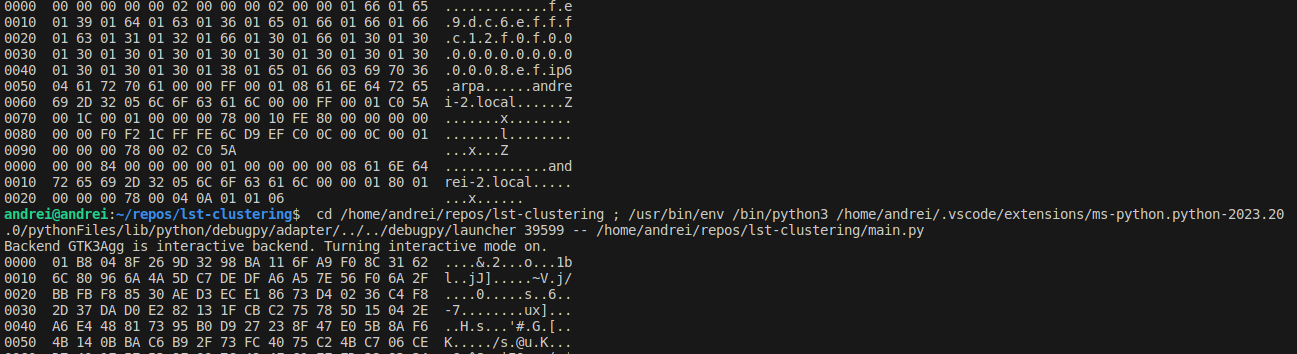 0000  00 00 00 00 00 02 00 00 00 02 00 00 01 66 01 65  .............f.e
0010  01 39 01 64 01 63 01 36 01 65 01 66 01 66 01 66  .9.d.c.6.e.f.f.f
0020  01 63 01 31 01 32 01 66 01 30 01 66 01 30 01 30  .c.1.2.f.0.f.0.0
0030  01 30 01 30 01 30 01 30 01 30 01 30 01 30 01 30  .0.0.0.0.0.0.0.0
0040  01 30 01 30 01 30 01 38 01 65 01 66 03 69 70 36  .0.0.0.8.e.f.ip6
0050  04 61 72 70 61 00 00 FF 00 01 08 61 6E 64 72 65  .arpa......andre
0060  69 2D 32 05 6C 6F 63 61 6C 00 00 FF 00 01 C0 5A  i-2.local......Z
0070  00 1C 00 01 00 00 00 78 00 10 FE 80 00 00 00 00  .......x........
0080  00 00 F0 F2 1C FF FE 6C D9 EF C0 0C 00 0C 00 01  .......l........
0090  00 00 00 78 00 02 C0 5A                          ...x...Z
0000  00 00 84 00 00 00 00 01 00 00 00 00 08 61 6E 64  .............and
0010  72 65 69 2D 32 05 6C 6F 63 61 6C 00 00 01 80 01  rei-2.local.....
0020  00 00 00 78 00 04 0A 01 01 06                    ...x......
andrei@andrei:~/repos/lst-clustering$  cd /home/andrei/repos/lst-clustering ; /usr/bin/env /bin/python3 /home/andrei/.vscode/extensions/ms-python.python-2023.20
.0/pythonFiles/lib/python/debugpy/adapter/../../debugpy/launcher 39599 -- /home/andrei/repos/lst-clustering/main.py
Backend GTK3Agg is interactive backend. Turning interactive mode on.
0000  01 B8 04 8F 26 9D 32 98 BA 11 6F A9 F0 8C 31 62  ....&.2...o...1b
0010  6C 80 96 6A 4A 5D C7 DE DF A6 A5 7E 56 F0 6A 2F  l..jJ].....~V.j/
0020  BB FB F8 85 30 AE D3 EC E1 86 73 D4 02 36 C4 F8  ....0.....s..6..
0030  2D 37 DA D0 E2 82 13 1F CB C2 75 78 5D 15 04 2E  -7........ux]...
0040  A6 E4 48 81 73 95 B0 D9 27 23 8F 47 E0 5B 8A F6  ..H.s...'#.G.[..
0050  4B 14 0B BA C6 B9 2F 73 FC 40 75 C2 4B C7 06 CE  K...../s.@u.K...